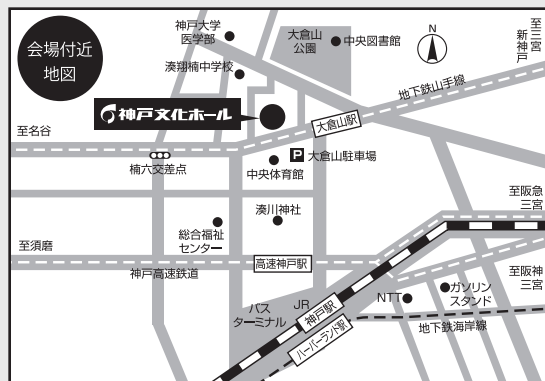 会場付近
地図
神戸大学
医学部
湊翔楠中学校
大倉山
公園
中央図書館
N
至三宮
新神戸
地下鉄山手線
神戸文化ホール
大倉山駅
至名谷
楠六交差点
P
大倉山駐車場
中央体育館
湊川神社
総合福祉
センター
至阪急
三宮
至須磨
神戸高速鉄道
高速神戸駅
至阪神
三宮
バス
ターミナル
JR
神戸駅
ハーバーランド駅
NTT
ガソリン
スタンド
地下鉄海岸線